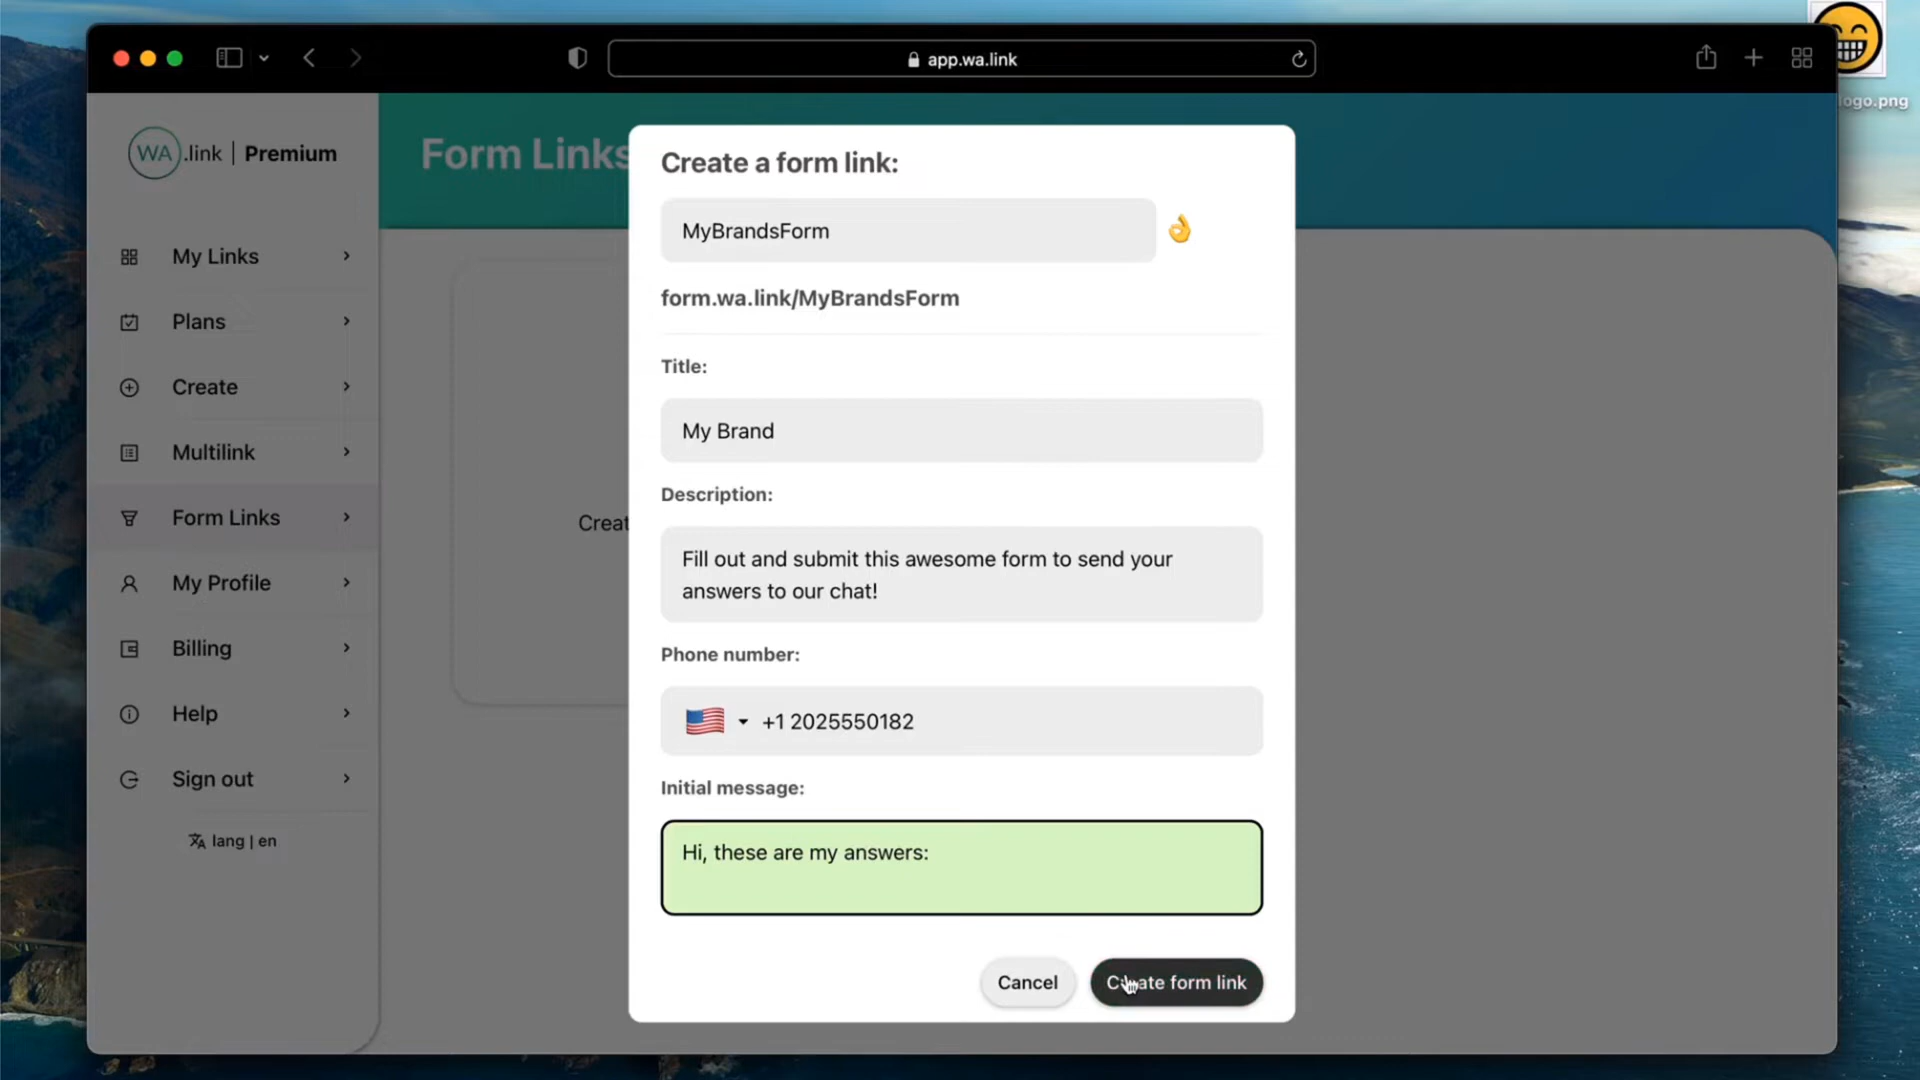 app.wa.link
logo.png
WA.link | Premium
Form Links
My Links
Plans
Create
Multilink
Form Links
My Profile
Billing
Help
Sign out
lang | en
Creat
Create a form link:
MyBrandsForm
form.wa.link/MyBrandsForm
Title:
My Brand
Description:
Fill out and submit this awesome form to send your
answers to our chat!
Phone number:
+1 2025550182
Initial message:
Hi, these are my answers:
Cancel
Create form link